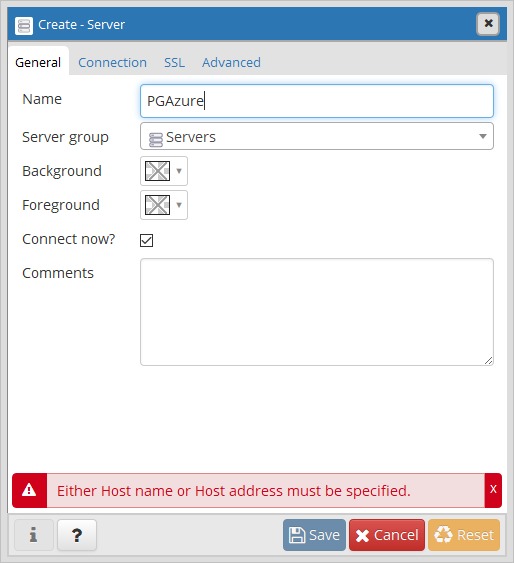 Create - Server
General Connection SSL Advanced
Name PGAzure
Server group Servers
Background
Foreground
Connect now?
Comments
Either Host name or Host address must be specified. X
i ? Save Cancel Reset